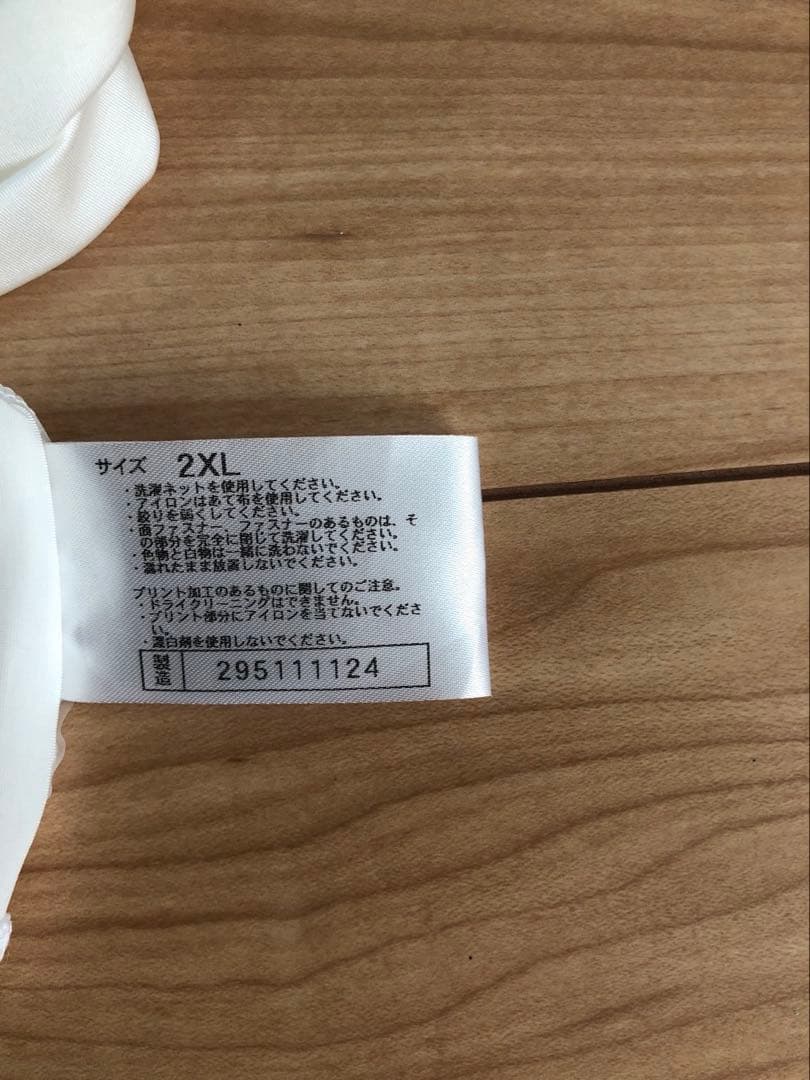 サイズ 2XL
・洗濯ネットを使用してください。
・アイロンはあて布を使用してください。
・絞りを弱くしてください。
・面ファスナー、ファスナーのあるものは、そ
の部分を完全に閉じて洗濯してください。
・色物と白物は一緒に洗わないでください。
・濡れたまま放置しないでください。
プリント加工のあるものに関してのご注意。
・ドライクリーニングはできません。
・プリント部分にアイロンを当てないでくださ
い。
・漂白剤を使用しないでください。
製造 295111124